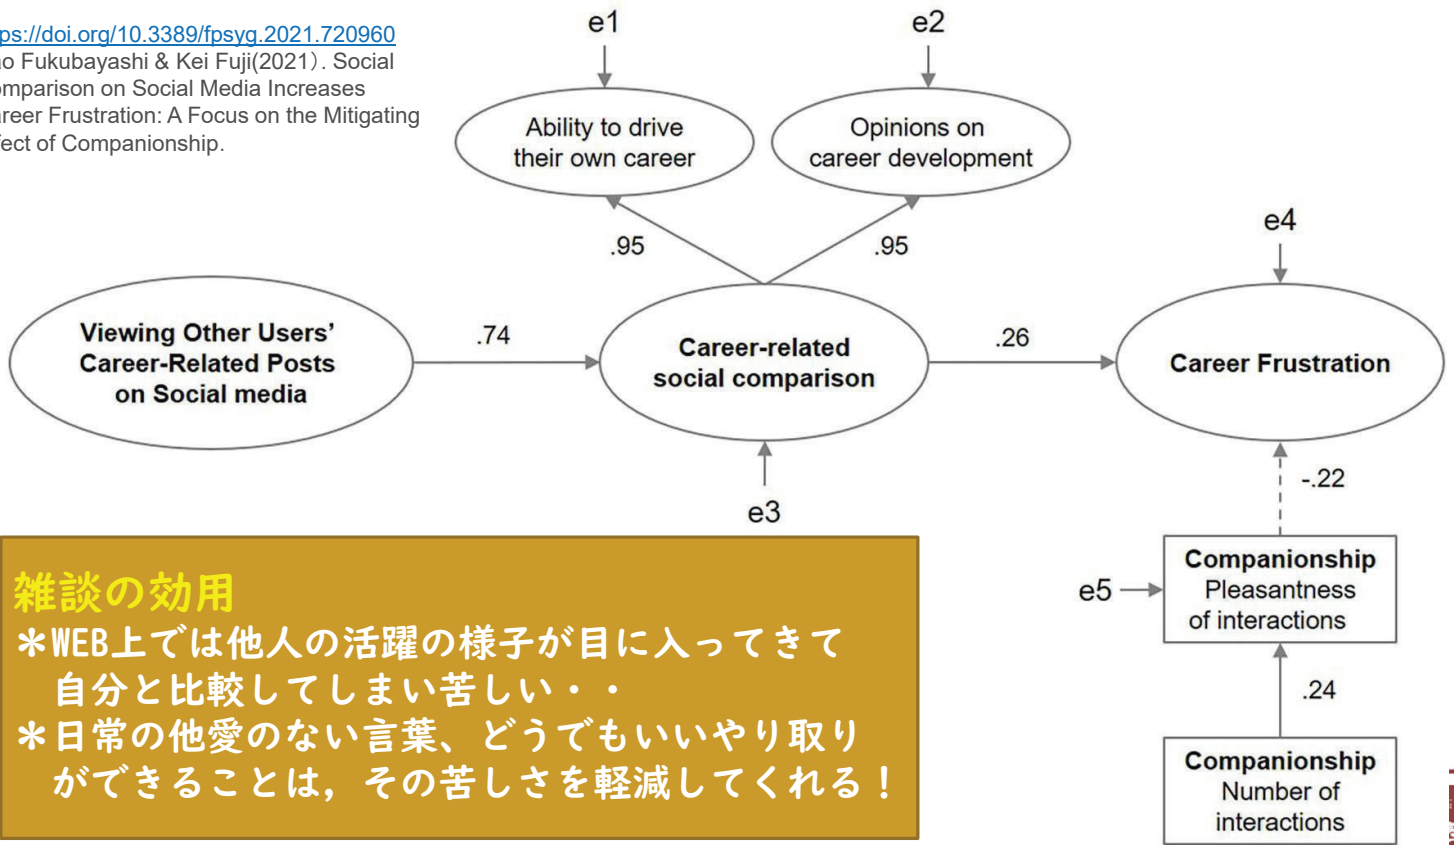 ps://doi.org/10.3389/fpsyg.2021.720960
o Fukubayashi & Kei Fuji(2021). Social
omparison on Social Media Increases
reer Frustration: A Focus on the Mitigating
fect of Companionship.
e1
e2
Ability to drive
their own career
Opinions on
career development
.95
.95
e4
Viewing Other Users’
Career-Related Posts
on Social media
.74
Career-related
social comparison
.26
Career Frustration
e3
-.22
Companionship
Pleasantness
of interactions
e5
.24
Companionship
Number of
interactions
雑談の効用
*WEB上では他人の活躍の様子が目に入ってきて
自分と比較してしまい苦しい・・
*日常の他愛のない言葉、どうでもいいやり取り
ができることは，その苦しさを軽減してくれる！